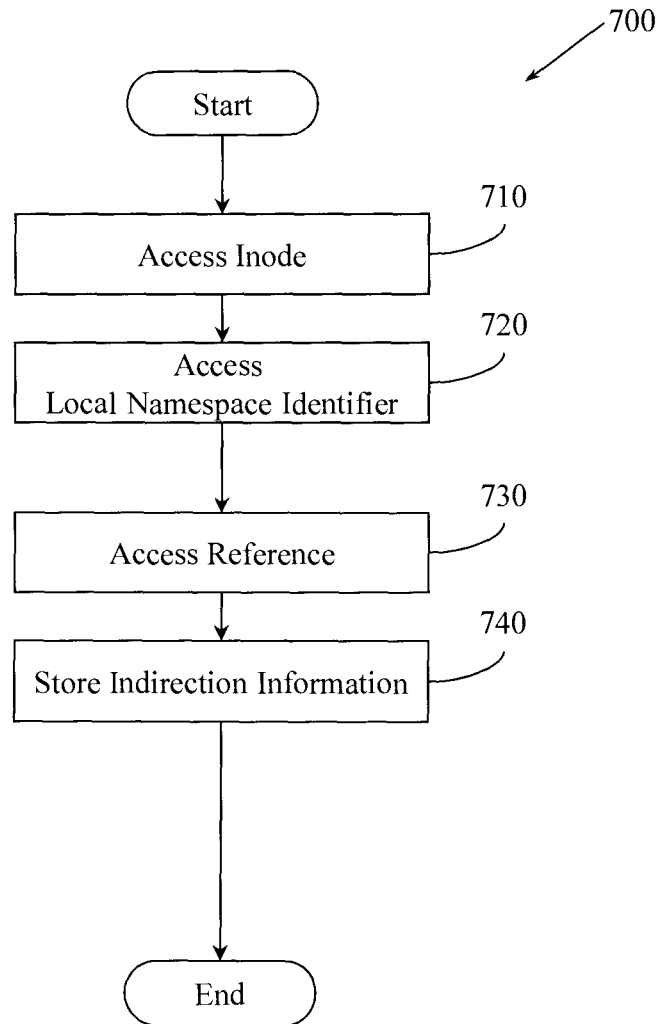 700
Start
710
Access Inode
720
Access
Local Namespace Identifier
730
Access Reference
740
Store Indirection Information
End